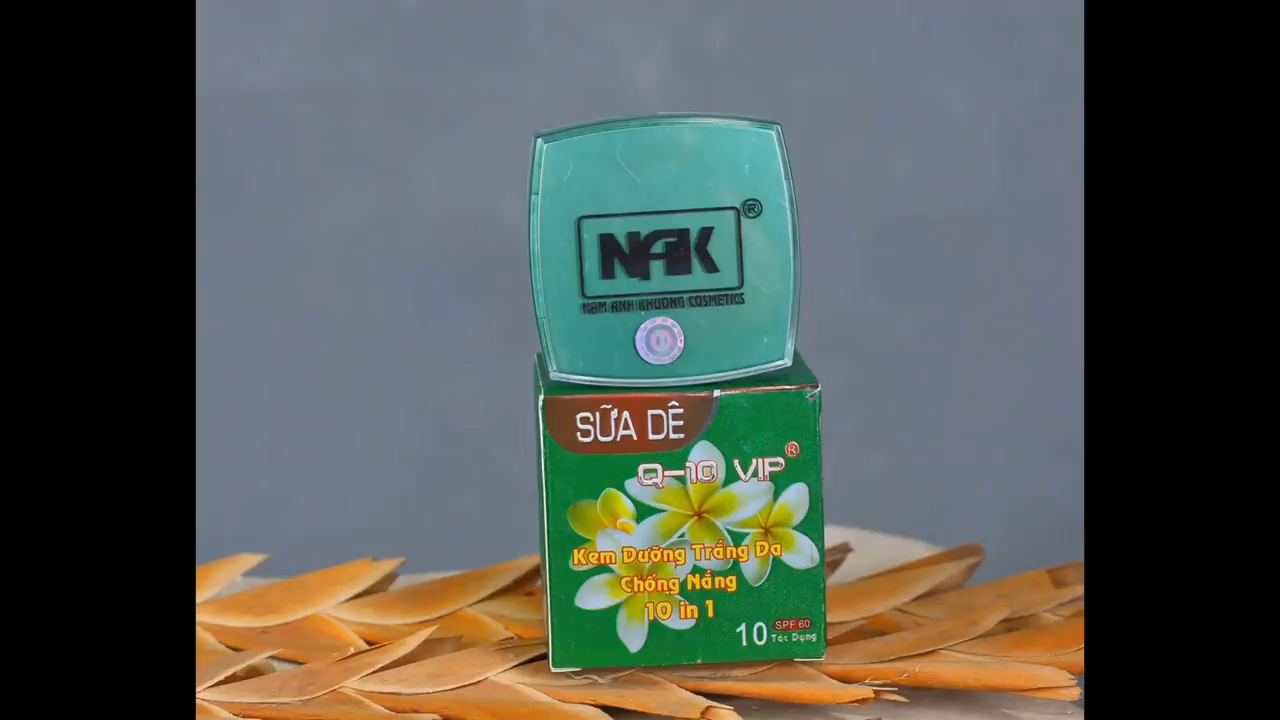 NAK®
NAM ANH KHUONG COSMETICS
SỮA DÊ
Q-10 VIP®
Kem Dưỡng Trắng Da
Chống Nắng
10 in 1
10 SPF 60
Tác Dụng